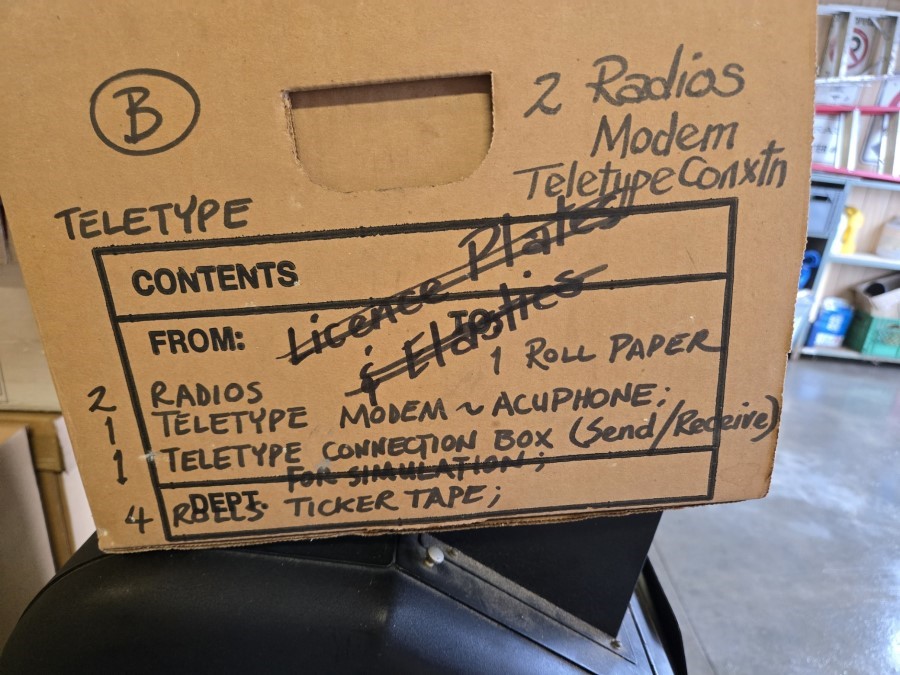 B
2 Radios
Modem
Teletype Conxtn
TELETYPE
CONTENTS
Licence Plates
& Elastics
FROM:
TO:
1 ROLL PAPER
2 RADIOS
1 TELETYPE MODEM ~ ACUPHONE;
1 TELETYPE CONNECTION BOX (Send/Receive)
FOR SIMULATION;
DEPT.
4 ROLLS TICKER TAPE;
R